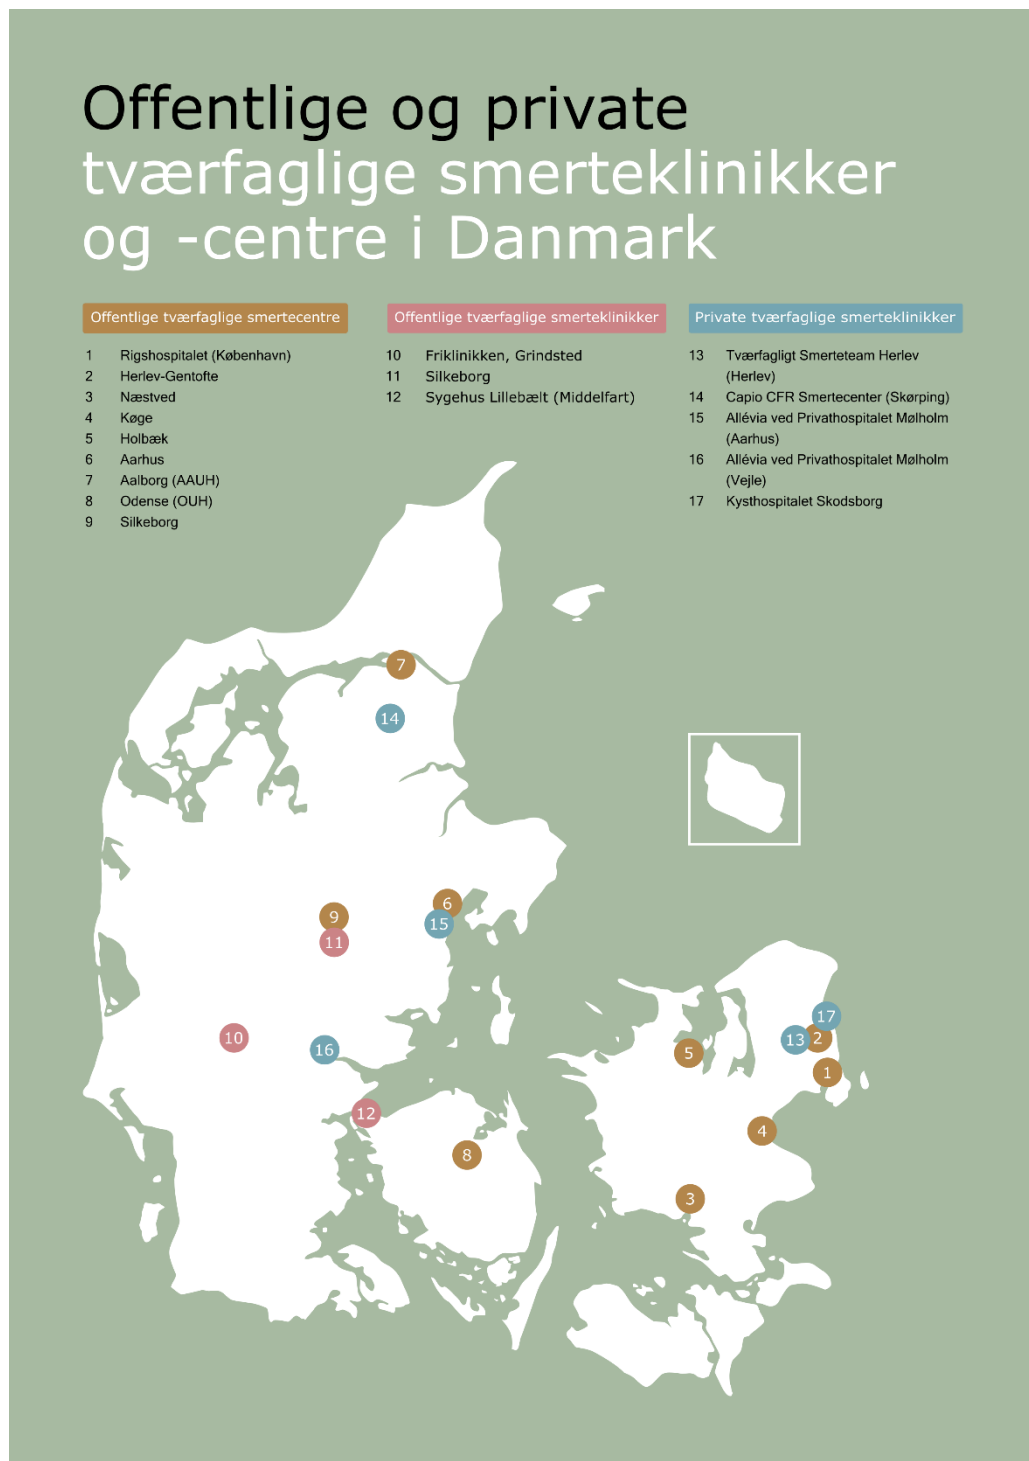 Offentlige og private
tværfaglige smerteklinikker
og -centre i Danmark
Offentlige tværfaglige smertecentre
1 Rigshospitalet (København)
2 Herlev-Gentofte
3 Næstved
4 Køge
5 Holbæk
6 Aarhus
7 Aalborg (AAUH)
8 Odense (OUH)
9 Silkeborg
Offentlige tværfaglige smerteklinikker
10 Friklinikken, Grindsted
11 Silkeborg
12 Sygehus Lillebælt (Middelfart)
Private tværfaglige smerteklinikker
13 Tværfagligt Smerteteam Herlev
(Herlev)
14 Capio CFR Smertecenter (Skørping)
15 Allévia ved Privathospitalet Mølholm
(Aarhus)
16 Allévia ved Privathospitalet Mølholm
(Vejle)
17 Kysthospitalet Skodsborg
7
14
6
9
15
11
17
10
13
2
16
5
1
12
4
8
3